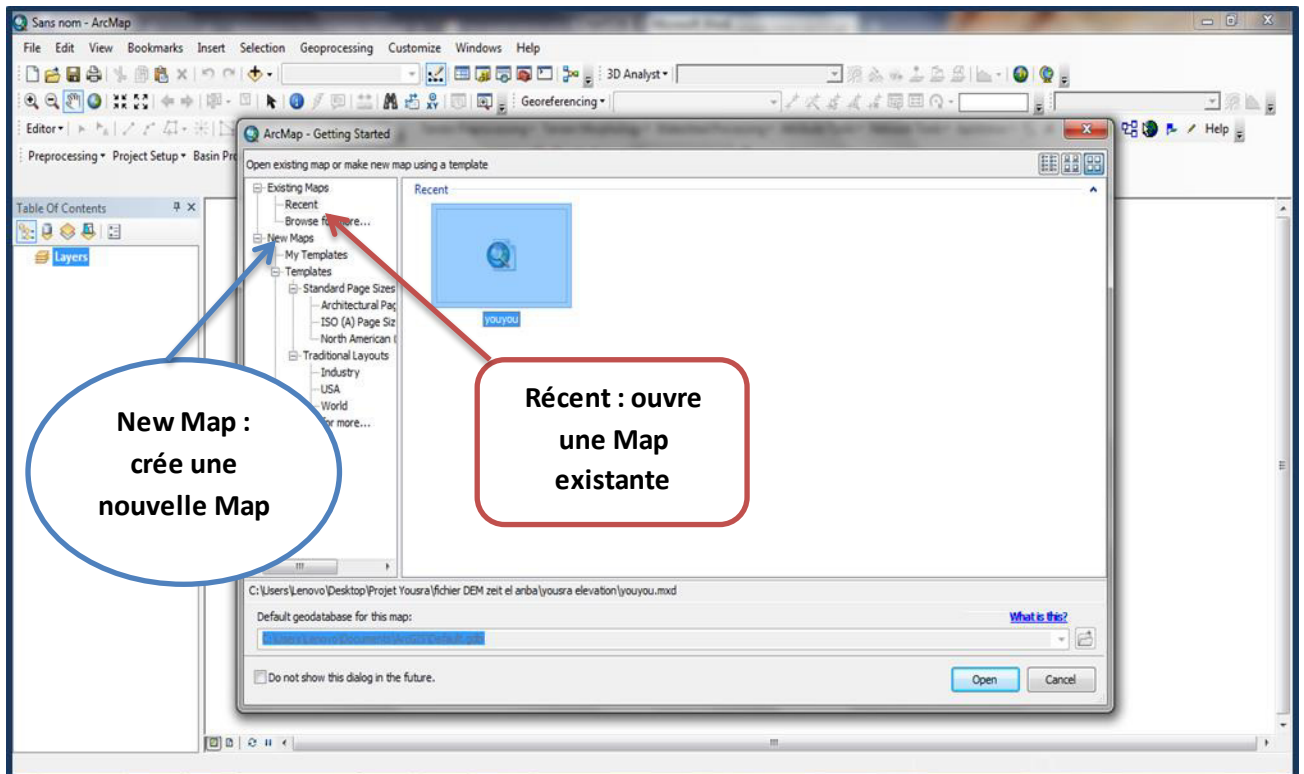 Sans nom - ArcMap
File Edit View Bookmarks Insert Selection Geoprocessing Customize Windows Help
3D Analyst
Georeferencing
Editor
Help
Preprocessing Project Setup Basin Pr
Table Of Contents
Layers
ArcMap - Getting Started
Open existing map or make new map using a template
Existing Maps
Recent
Browse for more...
New Maps
My Templates
Templates
Standard Page Sizes
Architectural Pag
ISO (A) Page Siz
North American (
Traditional Layouts
Industry
USA
World
for more...
Recent
youyou
New Map :
crée une
nouvelle Map
Récent : ouvre
une Map
existante
C:\Users\Lenovo\Desktop\Projet Yousra\fichier DEM zeit el anba\yousra elevation\youyou.mxd
Default geodatabase for this map:
What is this?
C:\Users\Lenovo\Documents\ArcGIS\Default.gdb
Do not show this dialog in the future.
Open
Cancel